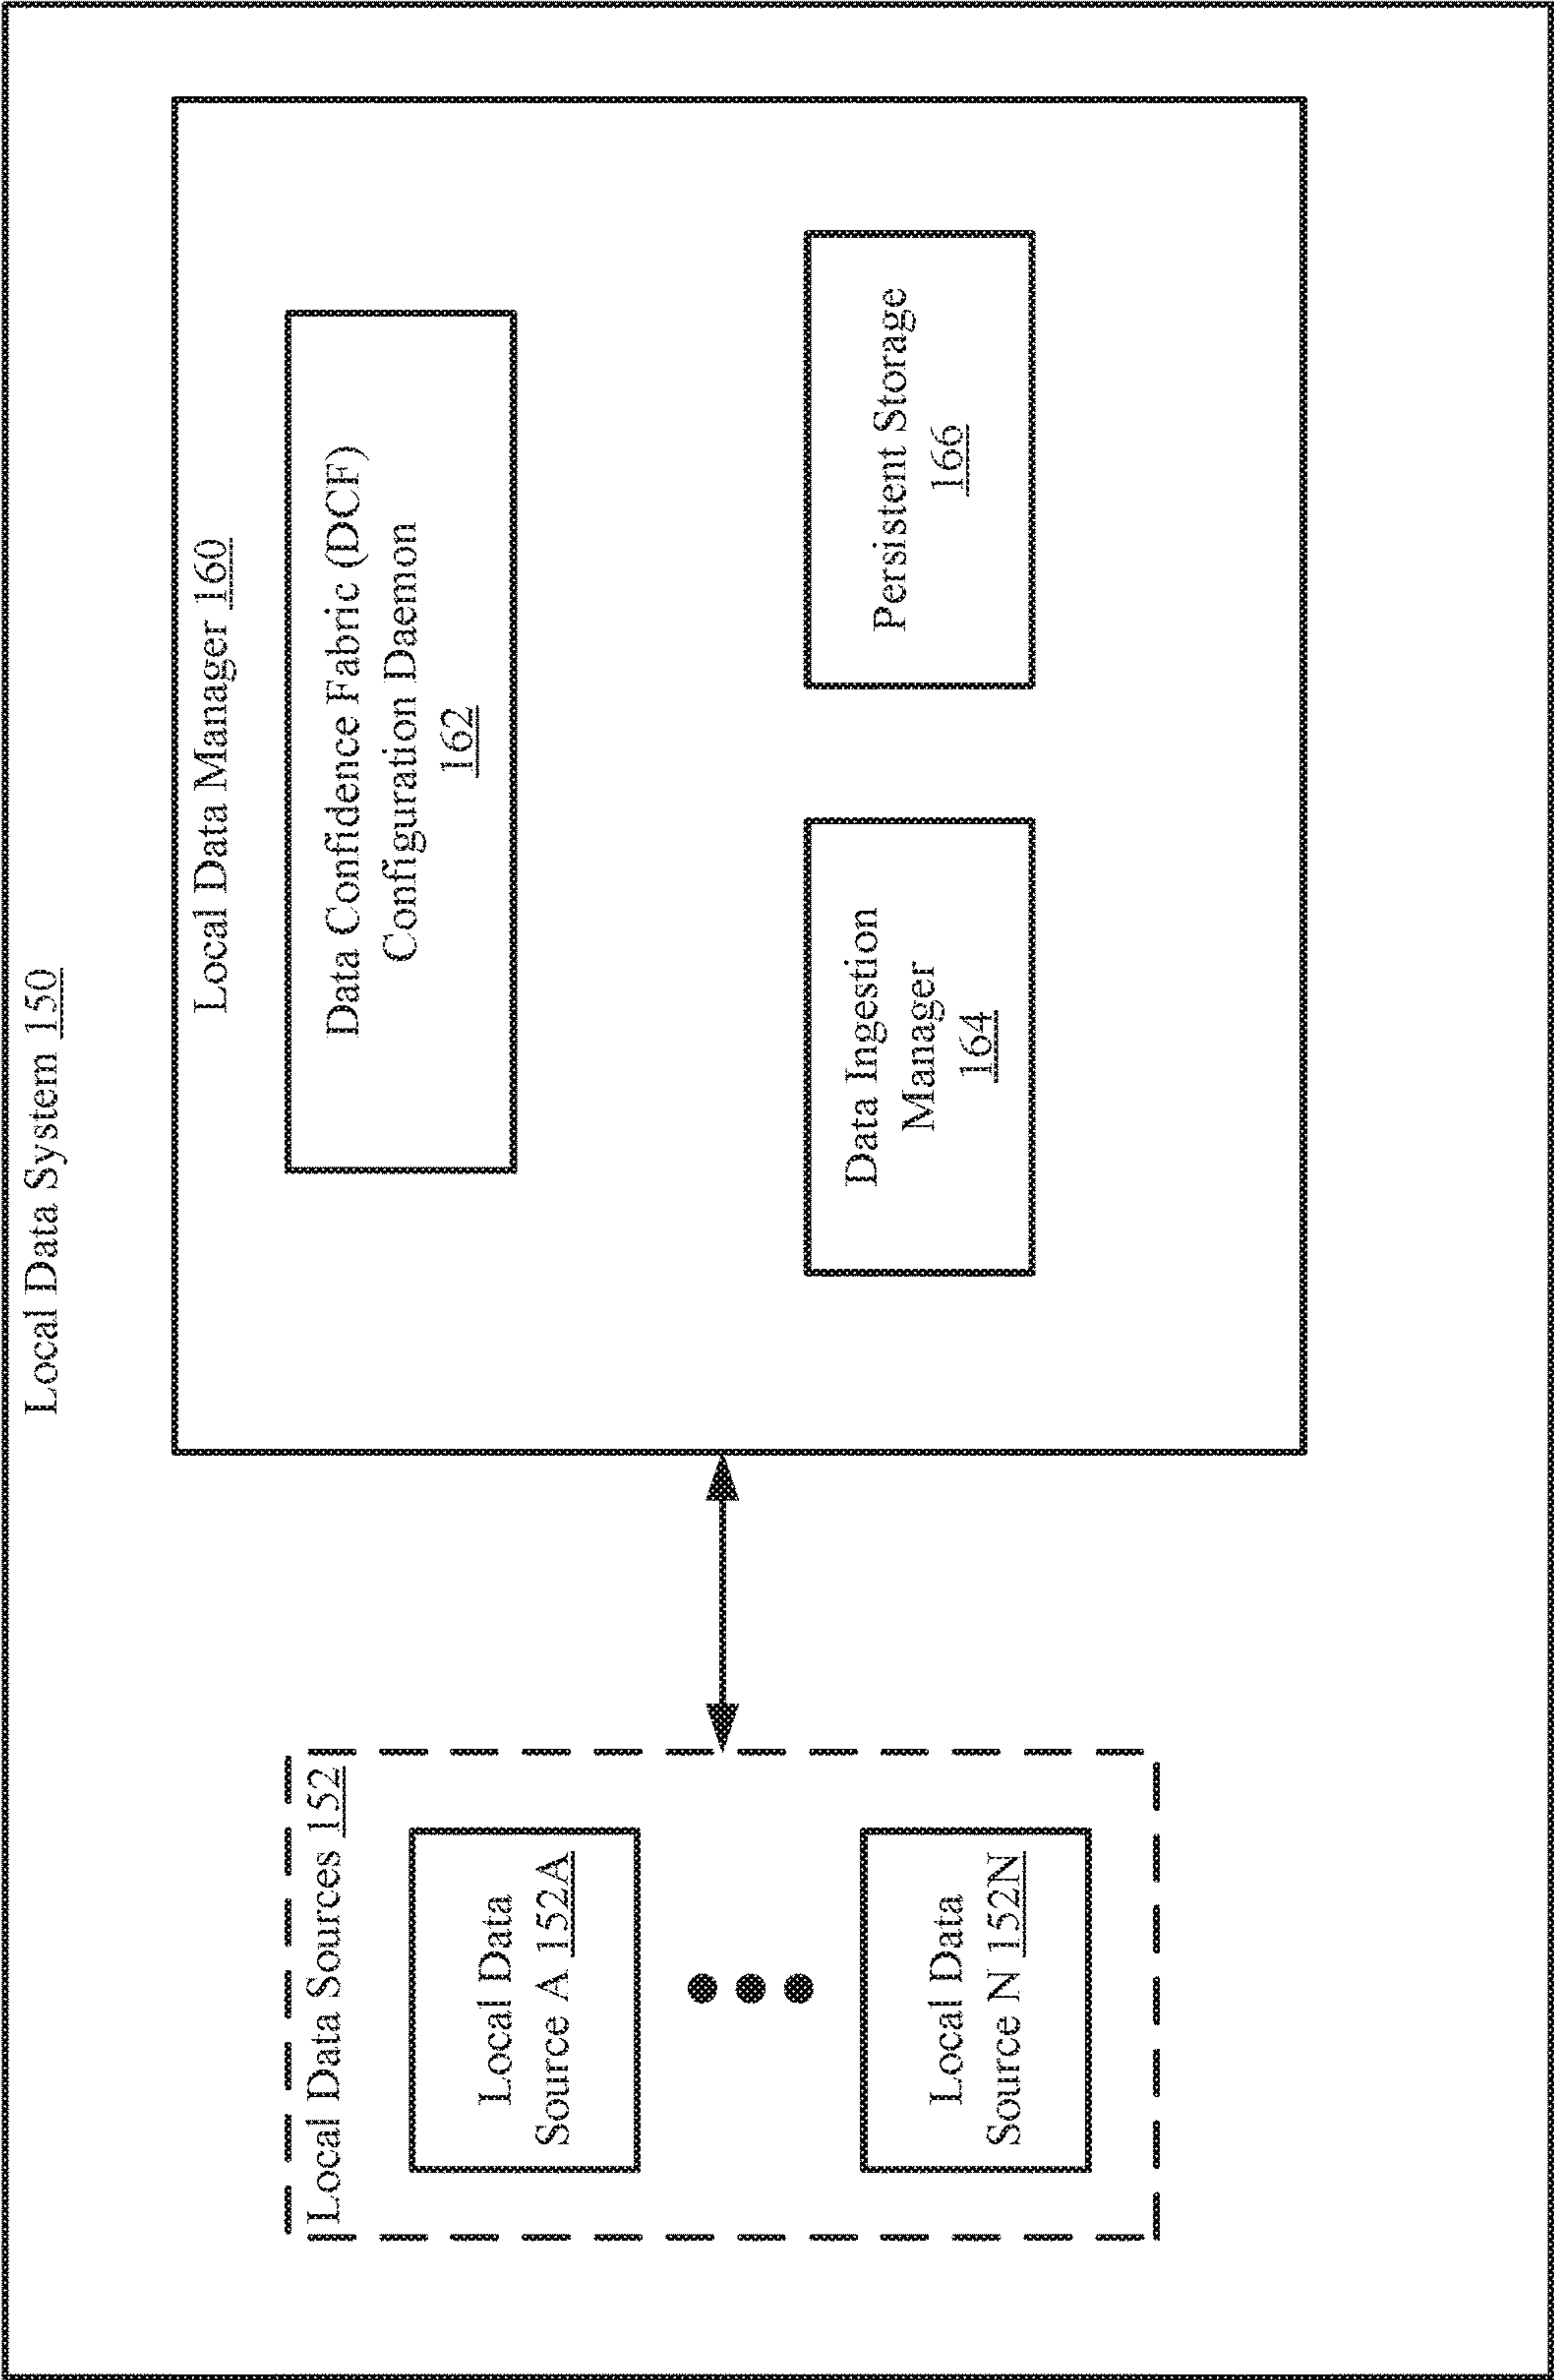 Local Data System 150
Local Data Sources 152
Local Data
Source A 152A
Local Data
Source N 152N
Local Data Manager 160
Data Confidence Fabric (DCF)
Configuration Daemon
162
Data Ingestion
Manager
164
Persistent Storage
166